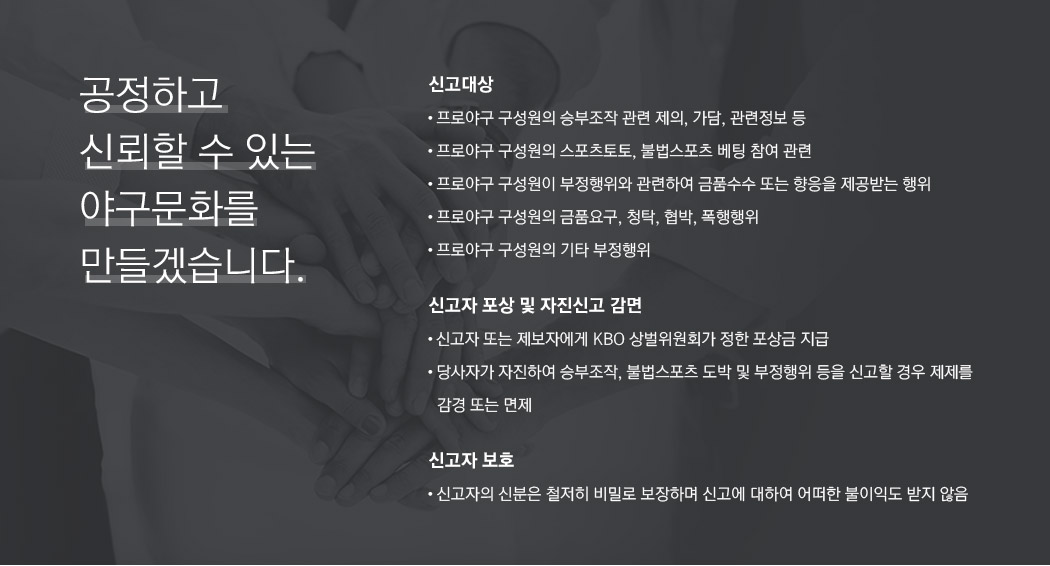 공정하고
신뢰할 수 있는
야구문화를
만들겠습니다.
신고대상
• 프로야구 구성원의 승부조작 관련 제의, 가담, 관련정보 등
• 프로야구 구성원의 스포츠토토, 불법스포츠 베팅 참여 관련
• 프로야구 구성원이 부정행위와 관련하여 금품수수 또는 향응을 제공받는 행위
• 프로야구 구성원의 금품요구, 청탁, 협박, 폭행행위
• 프로야구 구성원의 기타 부정행위
신고자 포상 및 자진신고 감면
• 신고자 또는 제보자에게 KBO 상벌위원회가 정한 포상금 지급
• 당사자가 자진하여 승부조작, 불법스포츠 도박 및 부정행위 등을 신고할 경우 제제를
감경 또는 면제
신고자 보호
• 신고자의 신분은 철저히 비밀로 보장하며 신고에 대하여 어떠한 불이익도 받지 않음